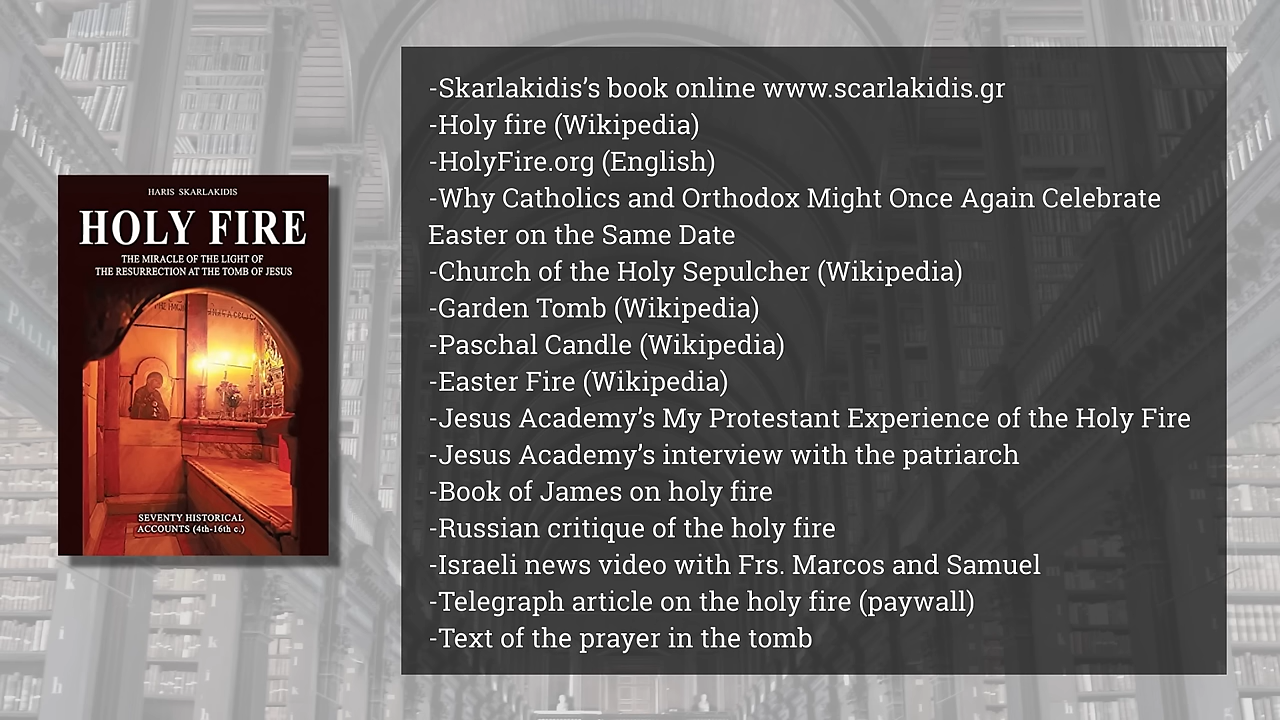 HARIS SKARLAKIDIS
HOLY FIRE
THE MIRACLE OF THE LIGHT OF
THE RESURRECTION AT THE TOMB OF JESUS
SEVENTY HISTORICAL
ACCOUNTS (4th-16th c.)
-Skarlakidis’s book online www.scarlakidis.gr
-Holy fire (Wikipedia)
-HolyFire.org (English)
-Why Catholics and Orthodox Might Once Again Celebrate
Easter on the Same Date
-Church of the Holy Sepulcher (Wikipedia)
-Garden Tomb (Wikipedia)
-Paschal Candle (Wikipedia)
-Easter Fire (Wikipedia)
-Jesus Academy’s My Protestant Experience of the Holy Fire
-Jesus Academy’s interview with the patriarch
-Book of James on holy fire
-Russian critique of the holy fire
-Israeli news video with Frs. Marcos and Samuel
-Telegraph article on the holy fire (paywall)
-Text of the prayer in the tomb